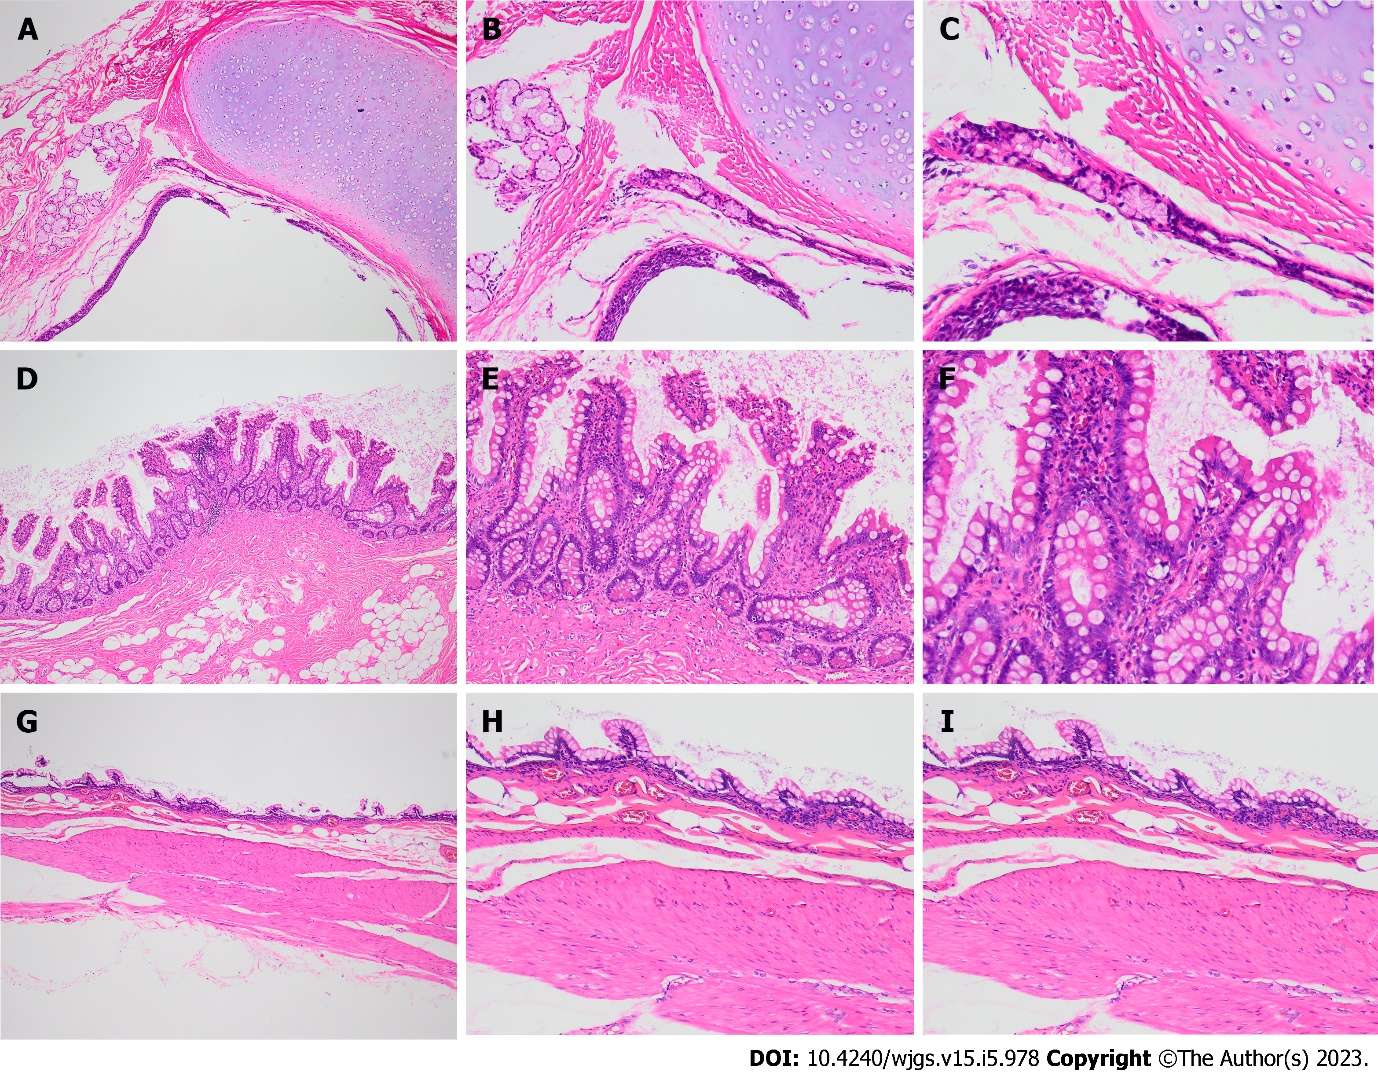 A
B
C
D
E
F
G
H
I
DOI: 10.4240/wjgs.v15.i5.978 Copyright ©The Author(s) 2023.